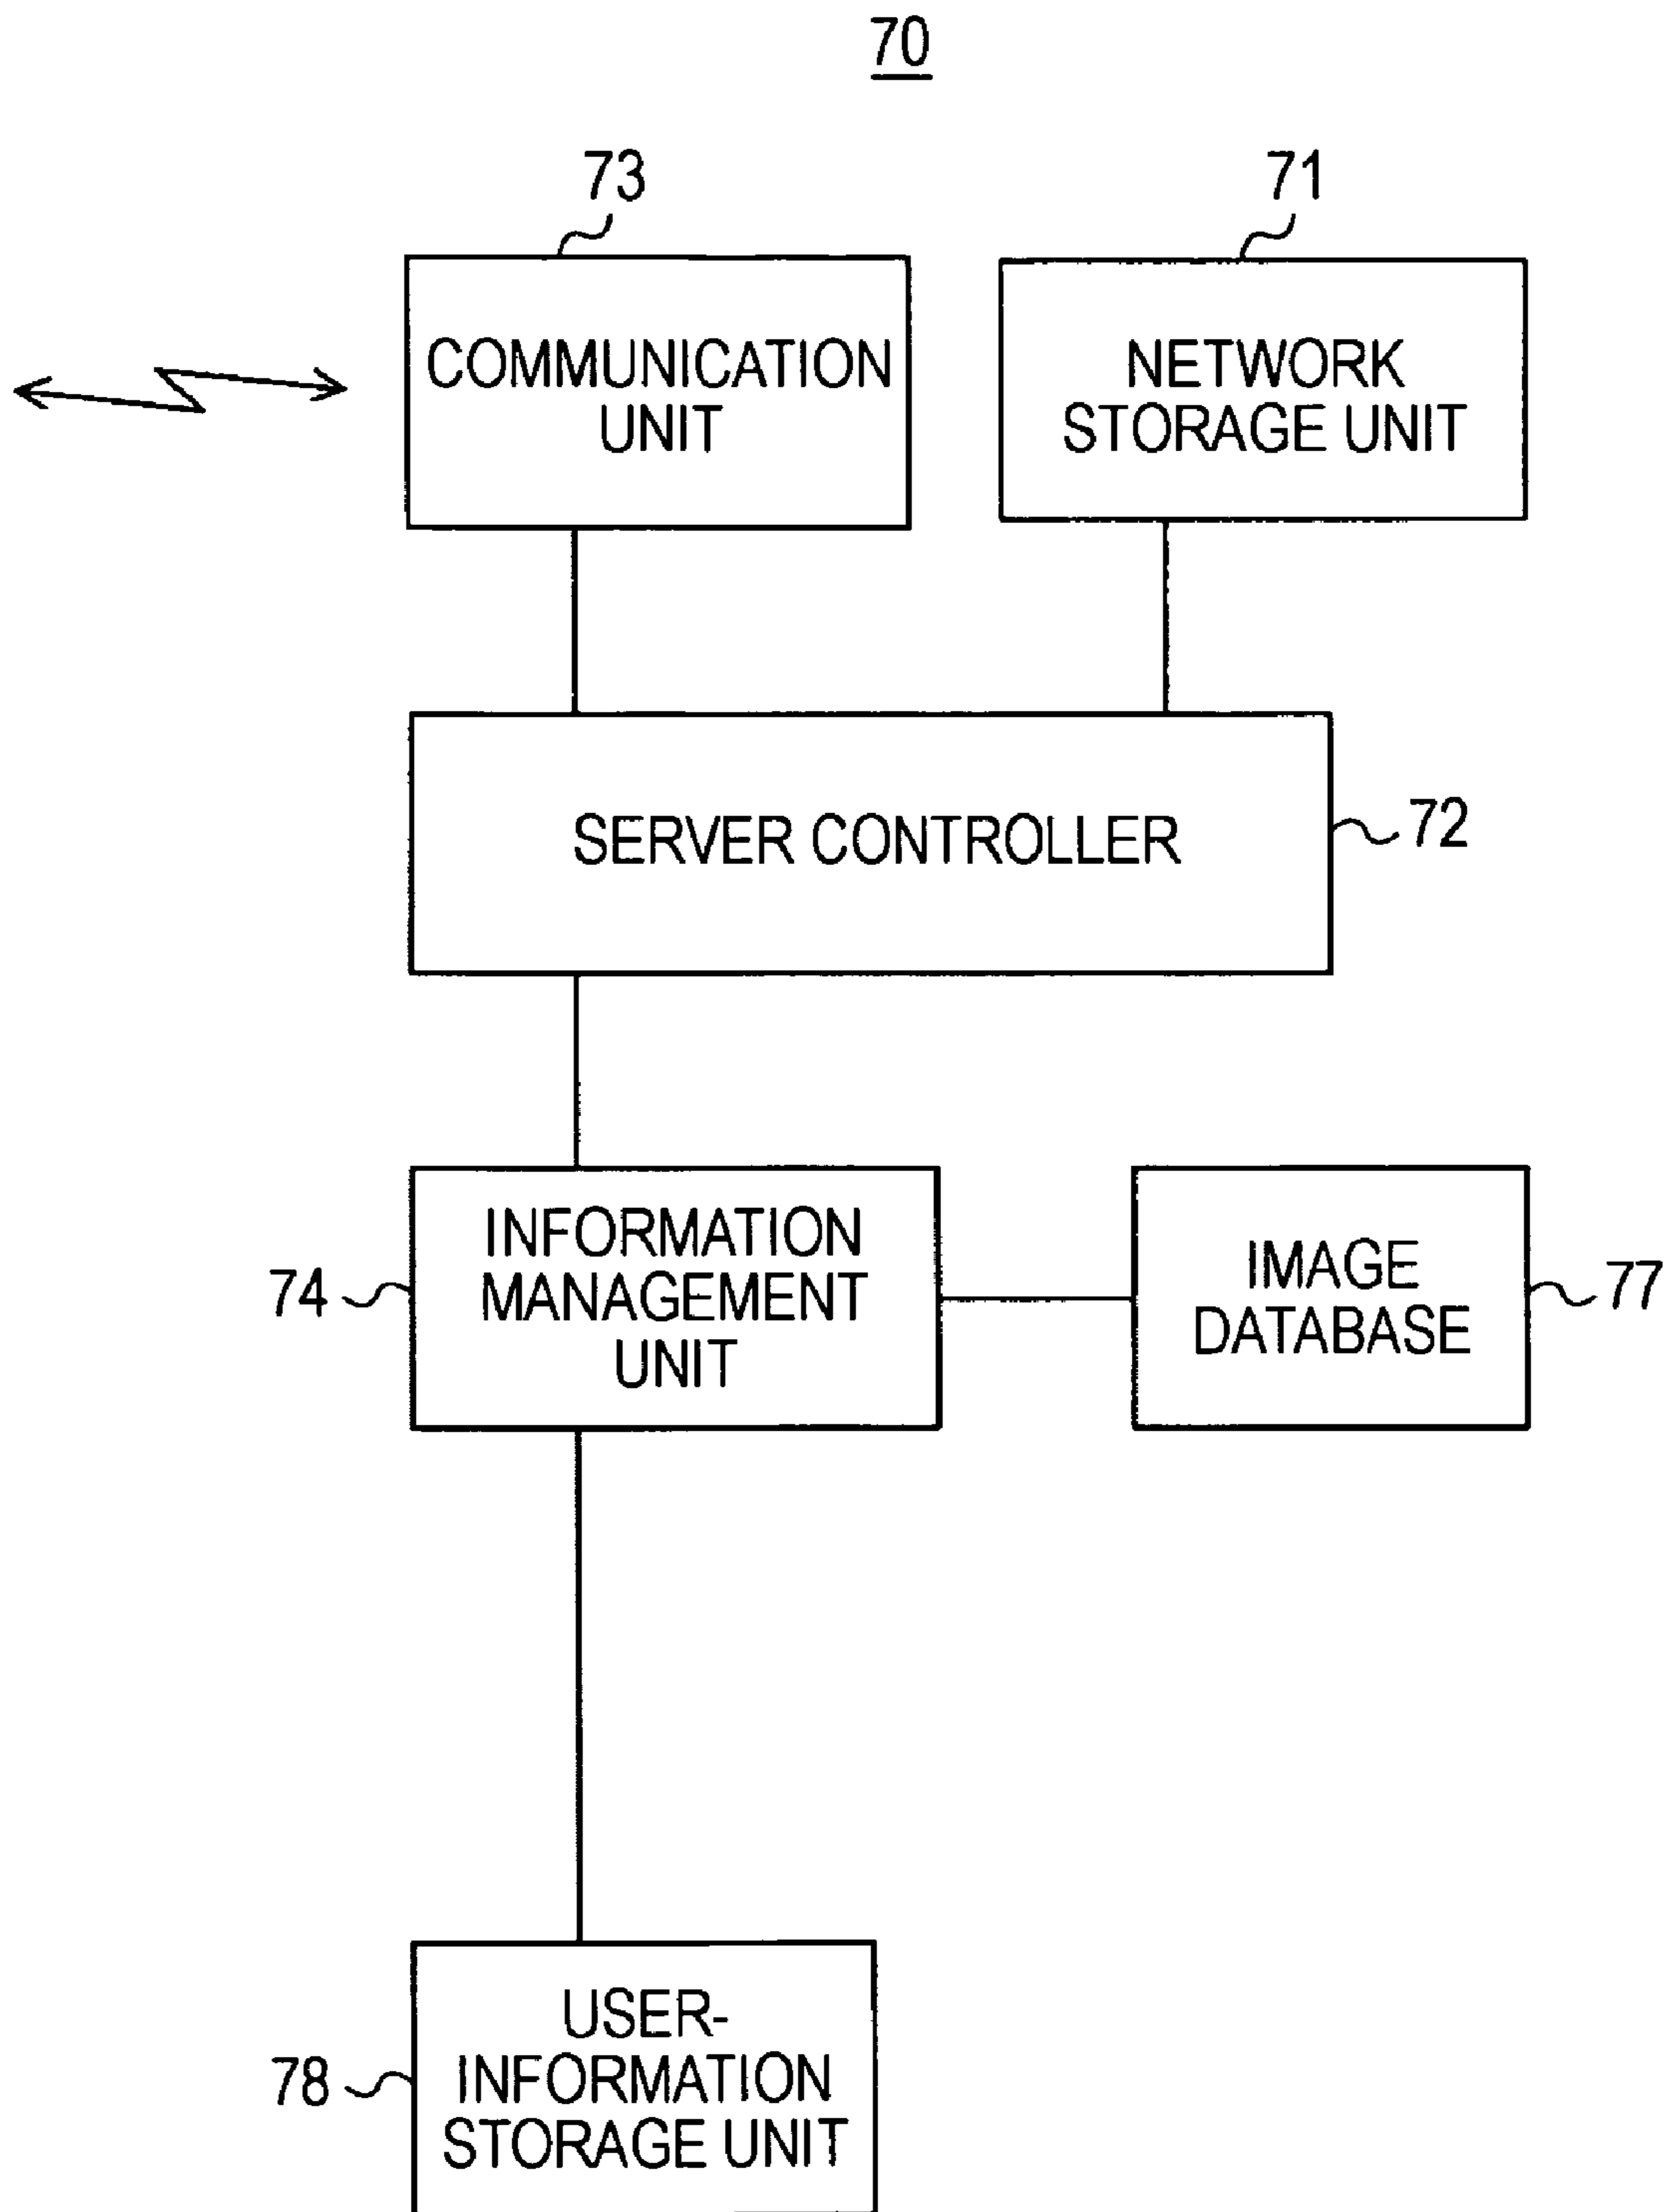 70
73
71
COMMUNICATION
UNIT
NETWORK
STORAGE UNIT
SERVER CONTROLLER
72
INFORMATION
MANAGEMENT
UNIT
74
IMAGE
DATABASE
77
USER-
INFORMATION
STORAGE UNIT
78